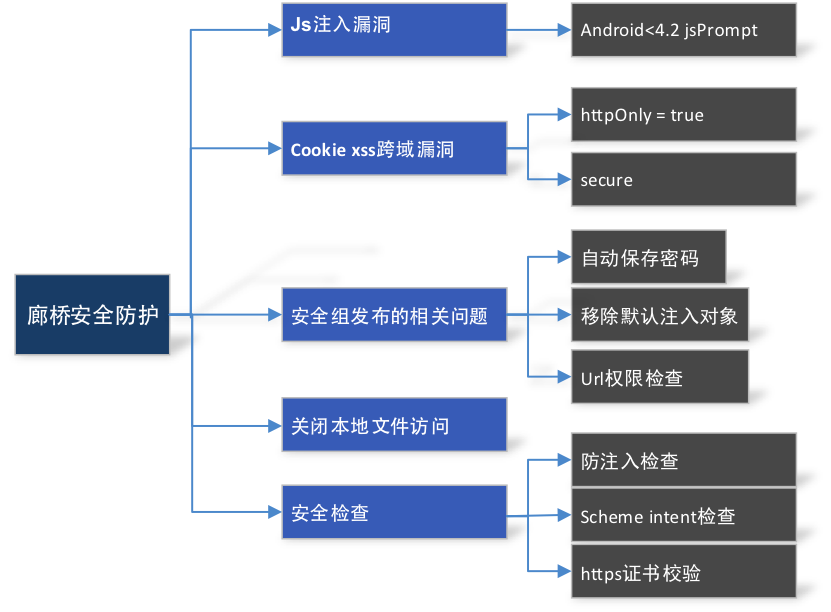 廊桥安全防护
Js注入漏洞
Android<4.2 jsPrompt
Cookie xss跨域漏洞
httpOnly = true
secure
安全组发布的相关问题
自动保存密码
移除默认注入对象
Url权限检查
关闭本地文件访问
安全检查
防注入检查
Scheme intent检查
https证书校验